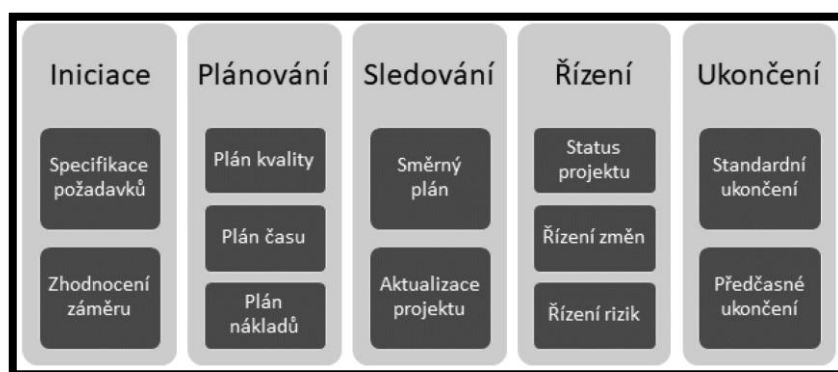 Iniciace
Specifikace
požadavků
Zhodnocení
záměru
Plánování
Plán kvality
Plán času
Plán
nákladů
Sledování
Směrný
plán
Aktualizace
projektu
Řízení
Status
projektu
Řízení změn
Řízení rizik
Ukončení
Standardní
ukončení
Předčasné
ukončení